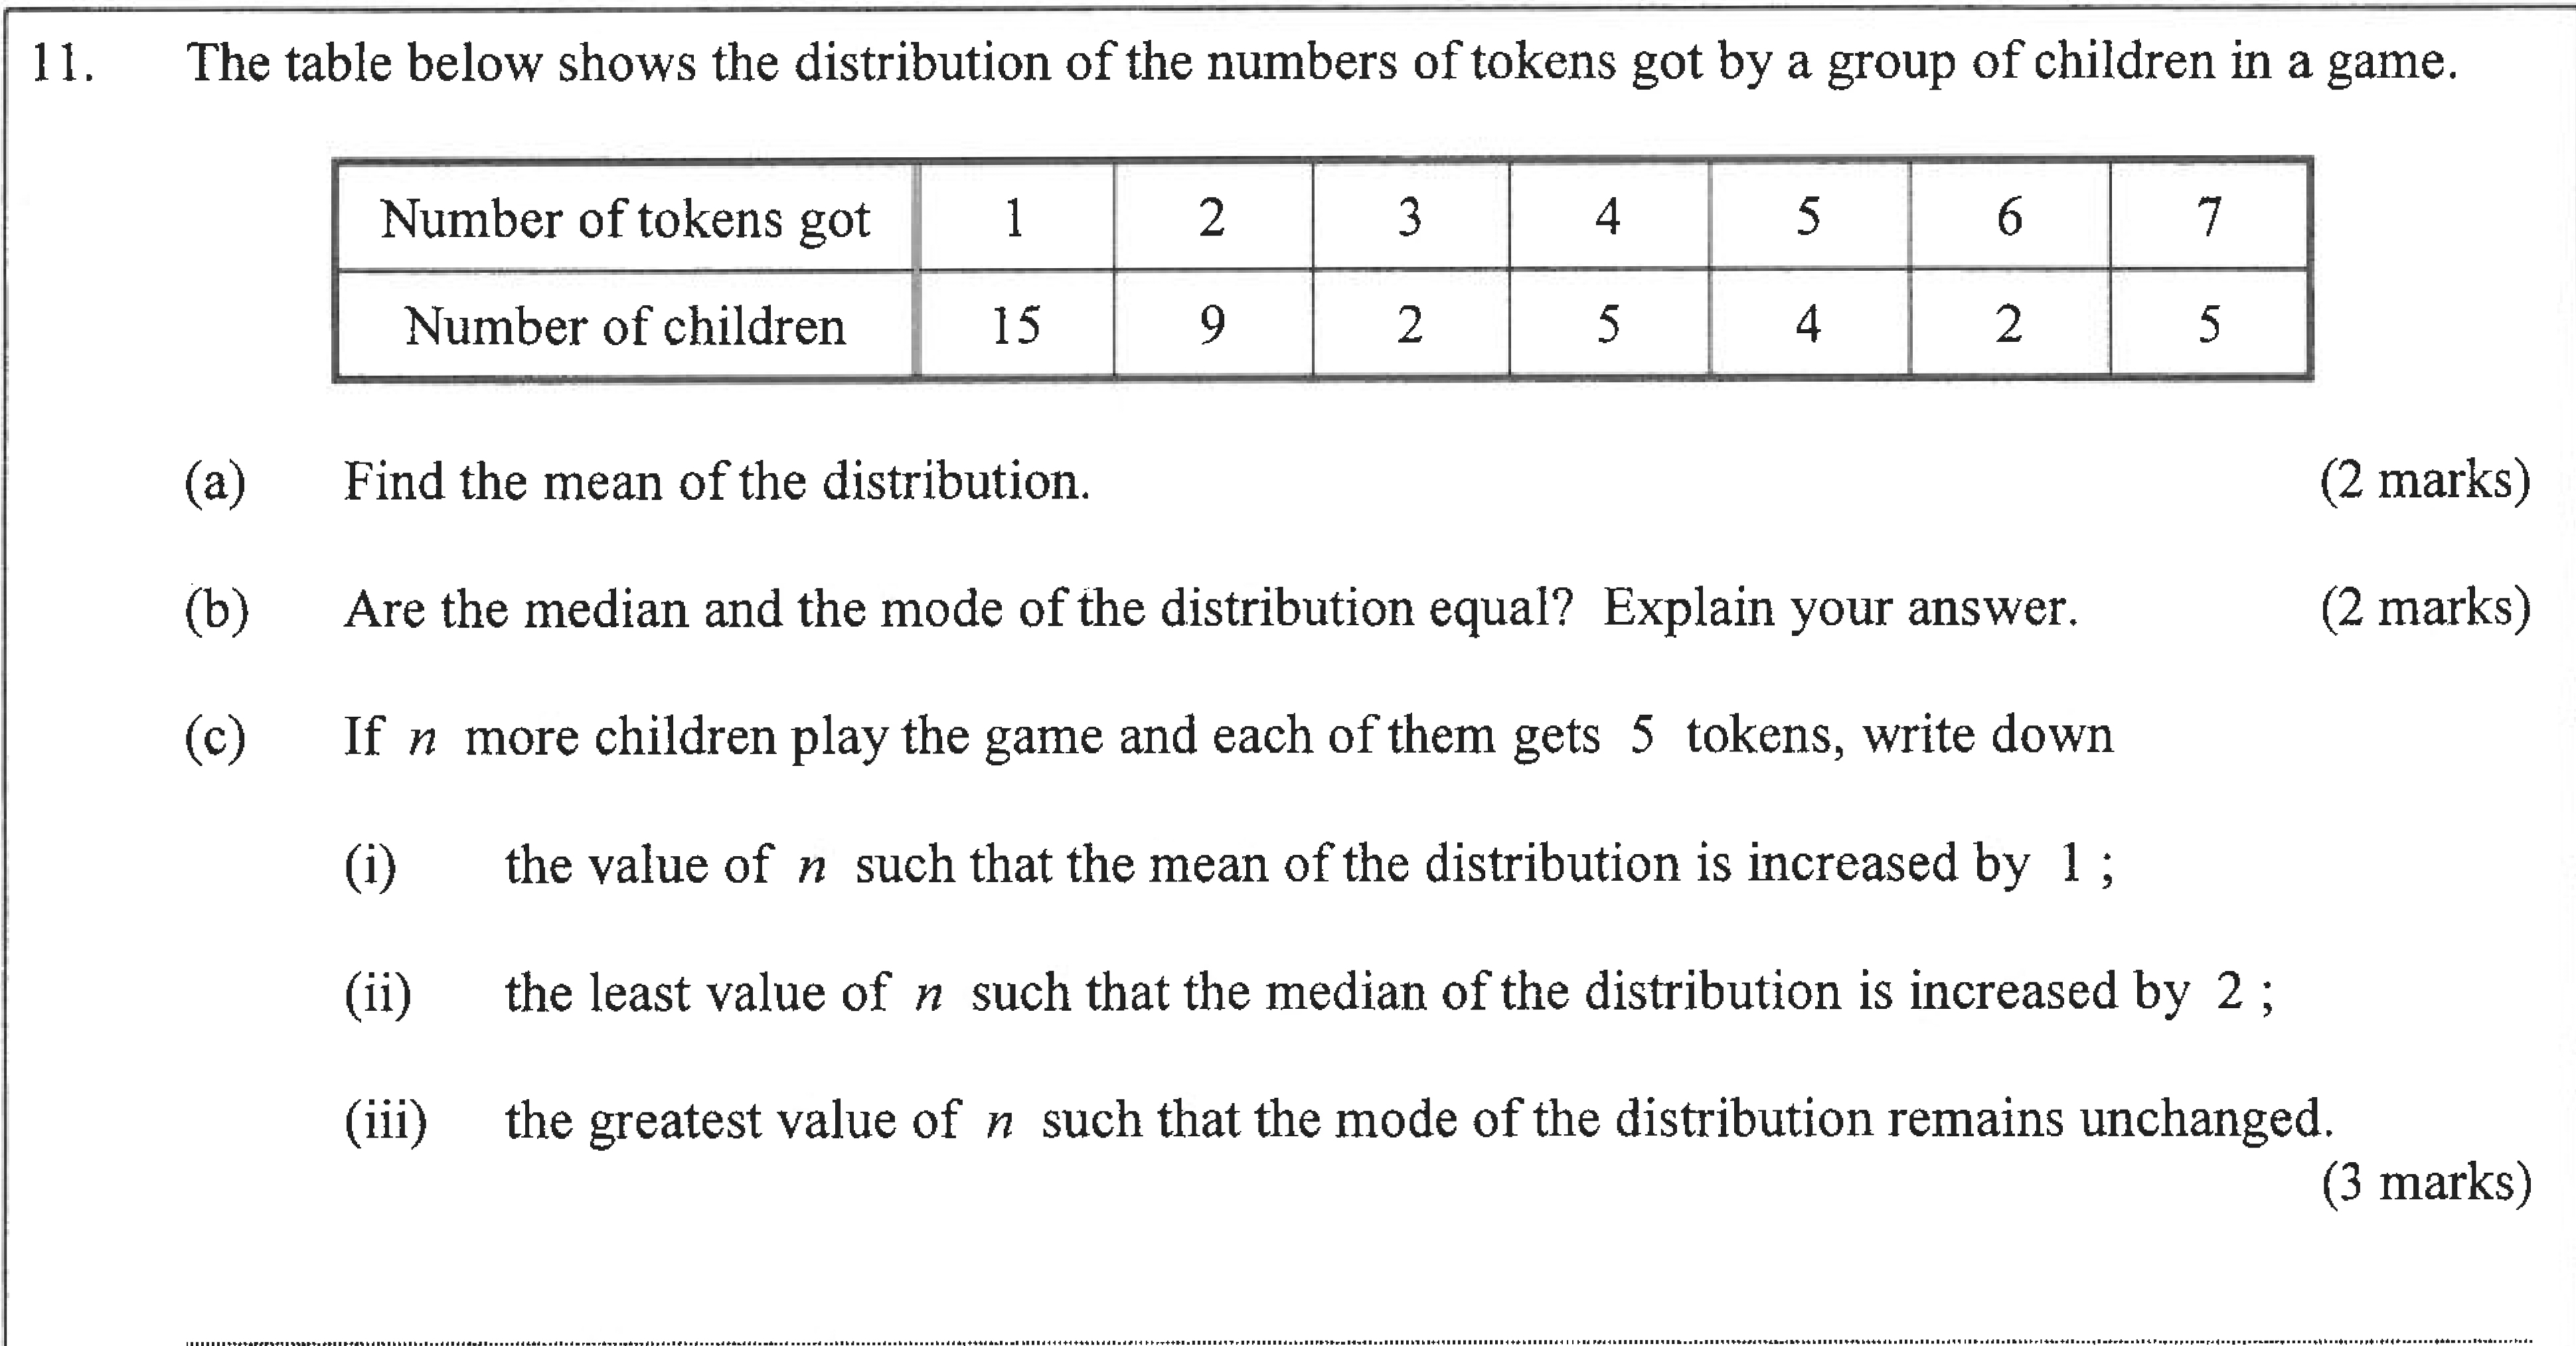 11. The table below shows the distribution of the numbers of tokens got by a group of children in a game.
Number of tokens got 1 2 3 4 5 6 7
Number of children 15 9 2 5 4 2 5
(a) Find the mean of the distribution. (2 marks)
(b) Are the median and the mode of the distribution equal? Explain your answer. (2 marks)
(c) If n more children play the game and each of them gets 5 tokens, write down
(i) the value of n such that the mean of the distribution is increased by 1 ;
(ii) the least value of n such that the median of the distribution is increased by 2 ;
(iii) the greatest value of n such that the mode of the distribution remains unchanged.
(3 marks)